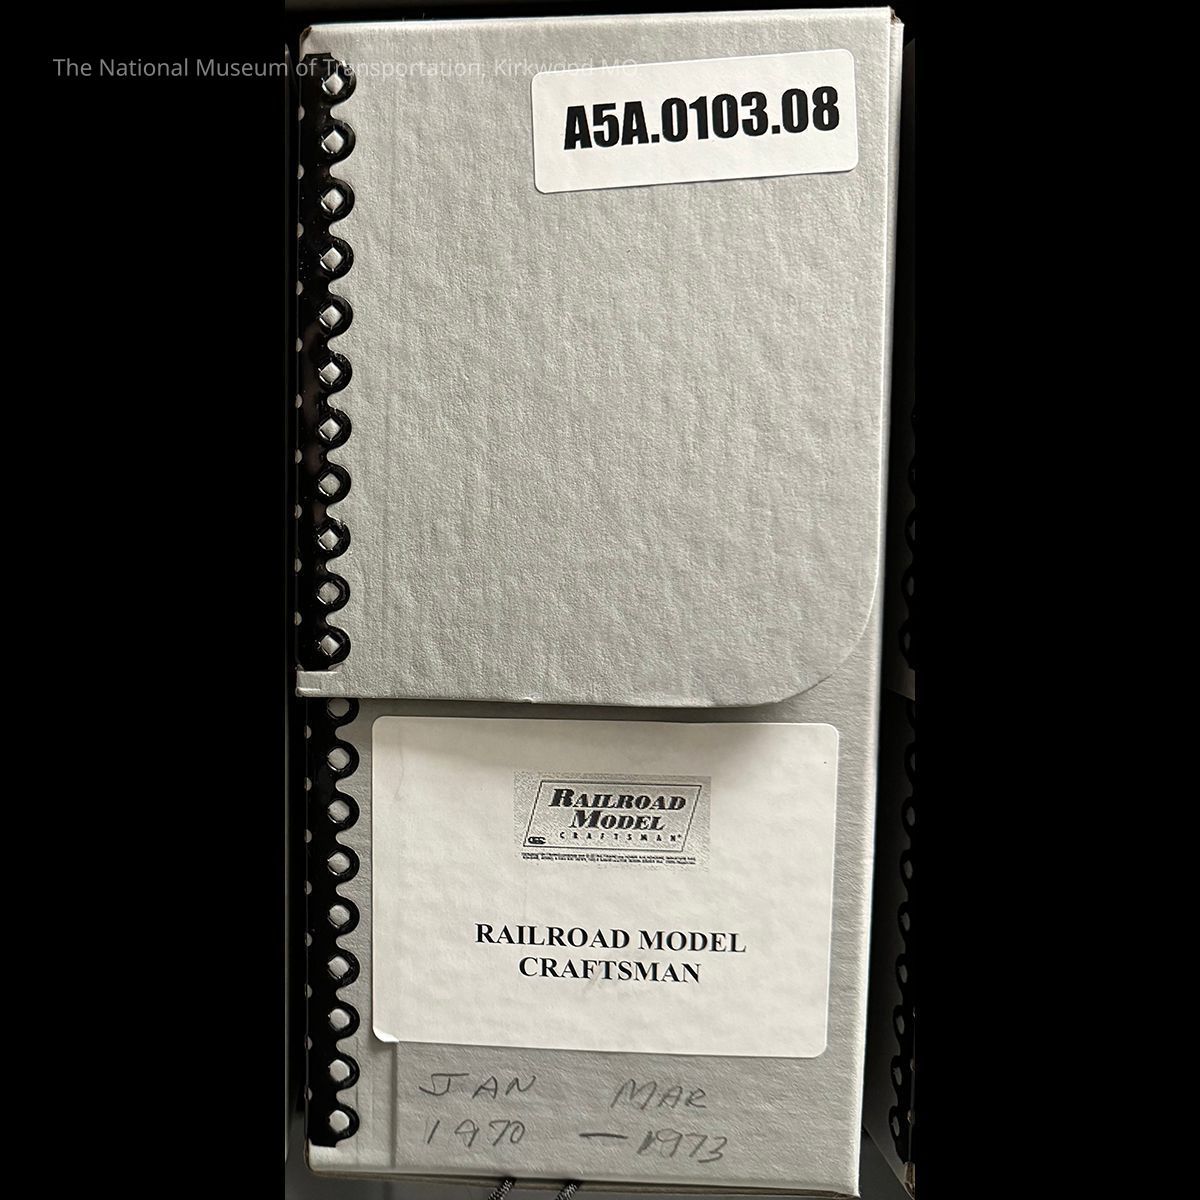 The National Museum of Transportation, Kirkwood MO
A5A.0103.08
RAILROAD
MODEL
CRAFTSMAN
RAILROAD MODEL
CRAFTSMAN
JAN MAR
1970 — 1973